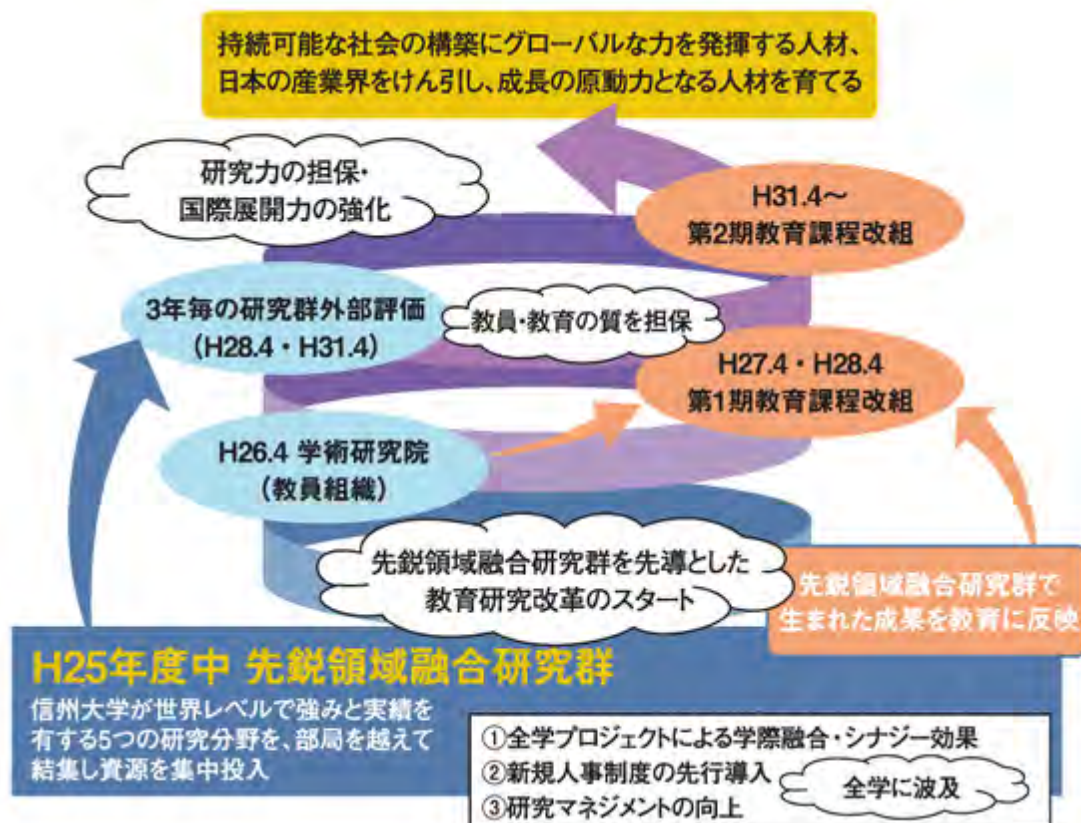 持続可能な社会の構築にグローバルな力を発揮する人材、
日本の産業界をけん引し、成長の原動力となる人材を育てる
研究力の担保・
国際展開力の強化
H31.4～
第2期教育課程改組
3年毎の研究群外部評価
（H28.4・H31.4）
教員・教育の質を担保
H27.4・H28.4
第1期教育課程改組
H26.4 学術研究院
（教員組織）
先鋭領域融合研究群を先導とした
教育研究改革のスタート
先鋭領域融合研究群で
生まれた成果を教育に反映
H25年度中 先鋭領域融合研究群
信州大学が世界レベルで強みと実績を
有する5つの研究分野を、部局を越えて
結集し資源を集中投入
①全学プロジェクトによる学際融合・シナジー効果
②新規人事制度の先行導入
③研究マネジメントの向上
全学に波及